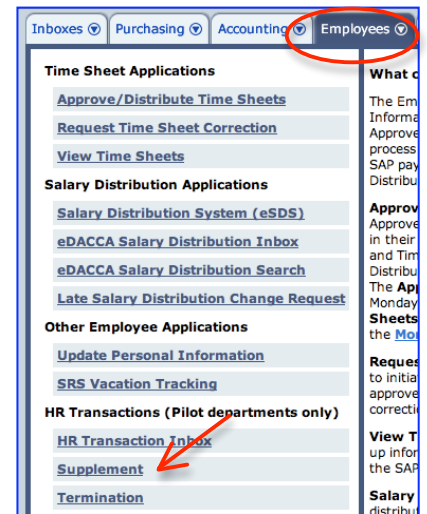 Inboxes Purchasing Accounting Employees
Time Sheet Applications
Approve/Distribute Time Sheets
Request Time Sheet Correction
View Time Sheets
Salary Distribution Applications
Salary Distribution System (eSDS)
eDACCA Salary Distribution Inbox
eDACCA Salary Distribution Search
Late Salary Distribution Change Request
Other Employee Applications
Update Personal Information
SRS Vacation Tracking
HR Transactions (Pilot departments only)
HR Transaction Inbox
Supplement
Termination
What c
The Em
Informa
Approve
process
SAP pay
Distribu
Approv
Approve
in their
and Tim
Distribu
The App
Monday
Sheets
the Mor
Reques
to initia
approve
correcti
View T
up infor
the SAP
Salary
distribut